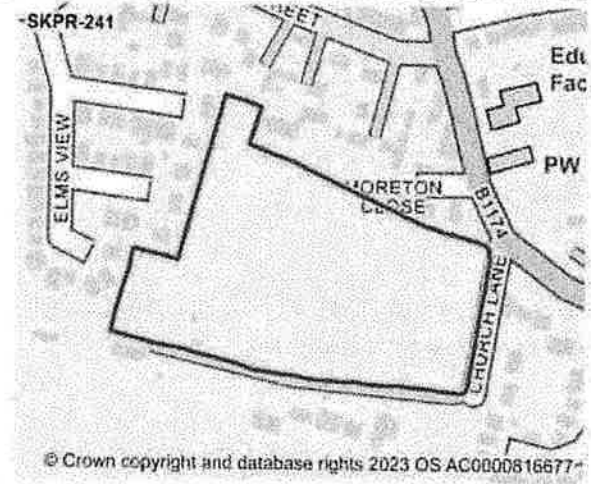 SKPR-241
REET
Edu
Fac
ELMS VIEW
MORETON
CLOSE
B1174
PW
CHURCH LANE
© Crown copyright and database rights 2023 OS AC0000816677